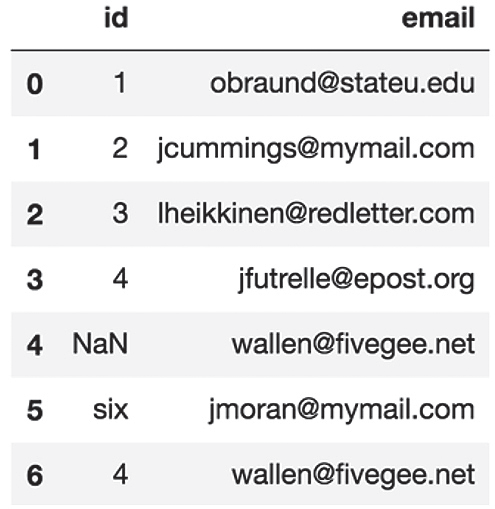 id email
0 1 obraund@stateu.edu
1 2 jcummings@mymail.com
2 3 lheikkinen@redletter.com
3 4 jfutrelle@epost.org
4 NaN wallen@fivegee.net
5 six jmoran@mymail.com
6 4 wallen@fivegee.net